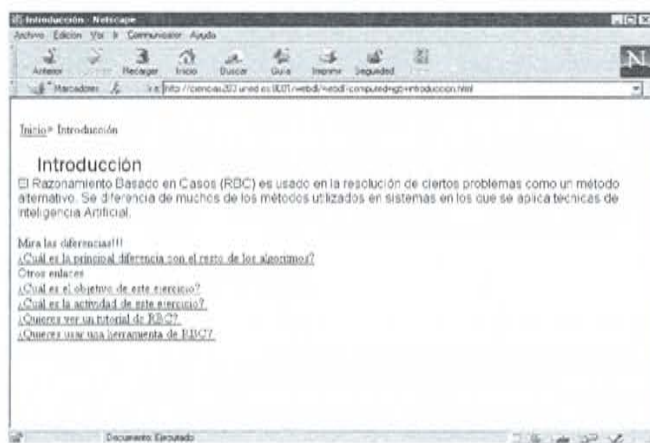 Introducción - Netscape
Archivo Edición Ver Ir Communicator Ayuda
Anterior Recargar Inicio Buscar Guía Imprimir Seguridad
Marcadores
Inicio> Introducción
Introducción
El Razonamiento Basado en Casos (RBC) es usado en la resolución de ciertos problemas como un método
alternativo. Se diferencia de muchos de los métodos utilizados en sistemas en los que se aplica técnicas de
Inteligencia Artificial.
Mira las diferencias!!!
¿Cuál es la principal diferencia con el resto de los algoritmos?
Otros enlaces
¿Cuál es el objetivo de este ejercicio?
¿Cuál es la actividad de este ejercicio?
¿Quieres ver un tutorial de RBC?
¿Quieres usar una herramienta de RBC?
Documento: Ejecutado